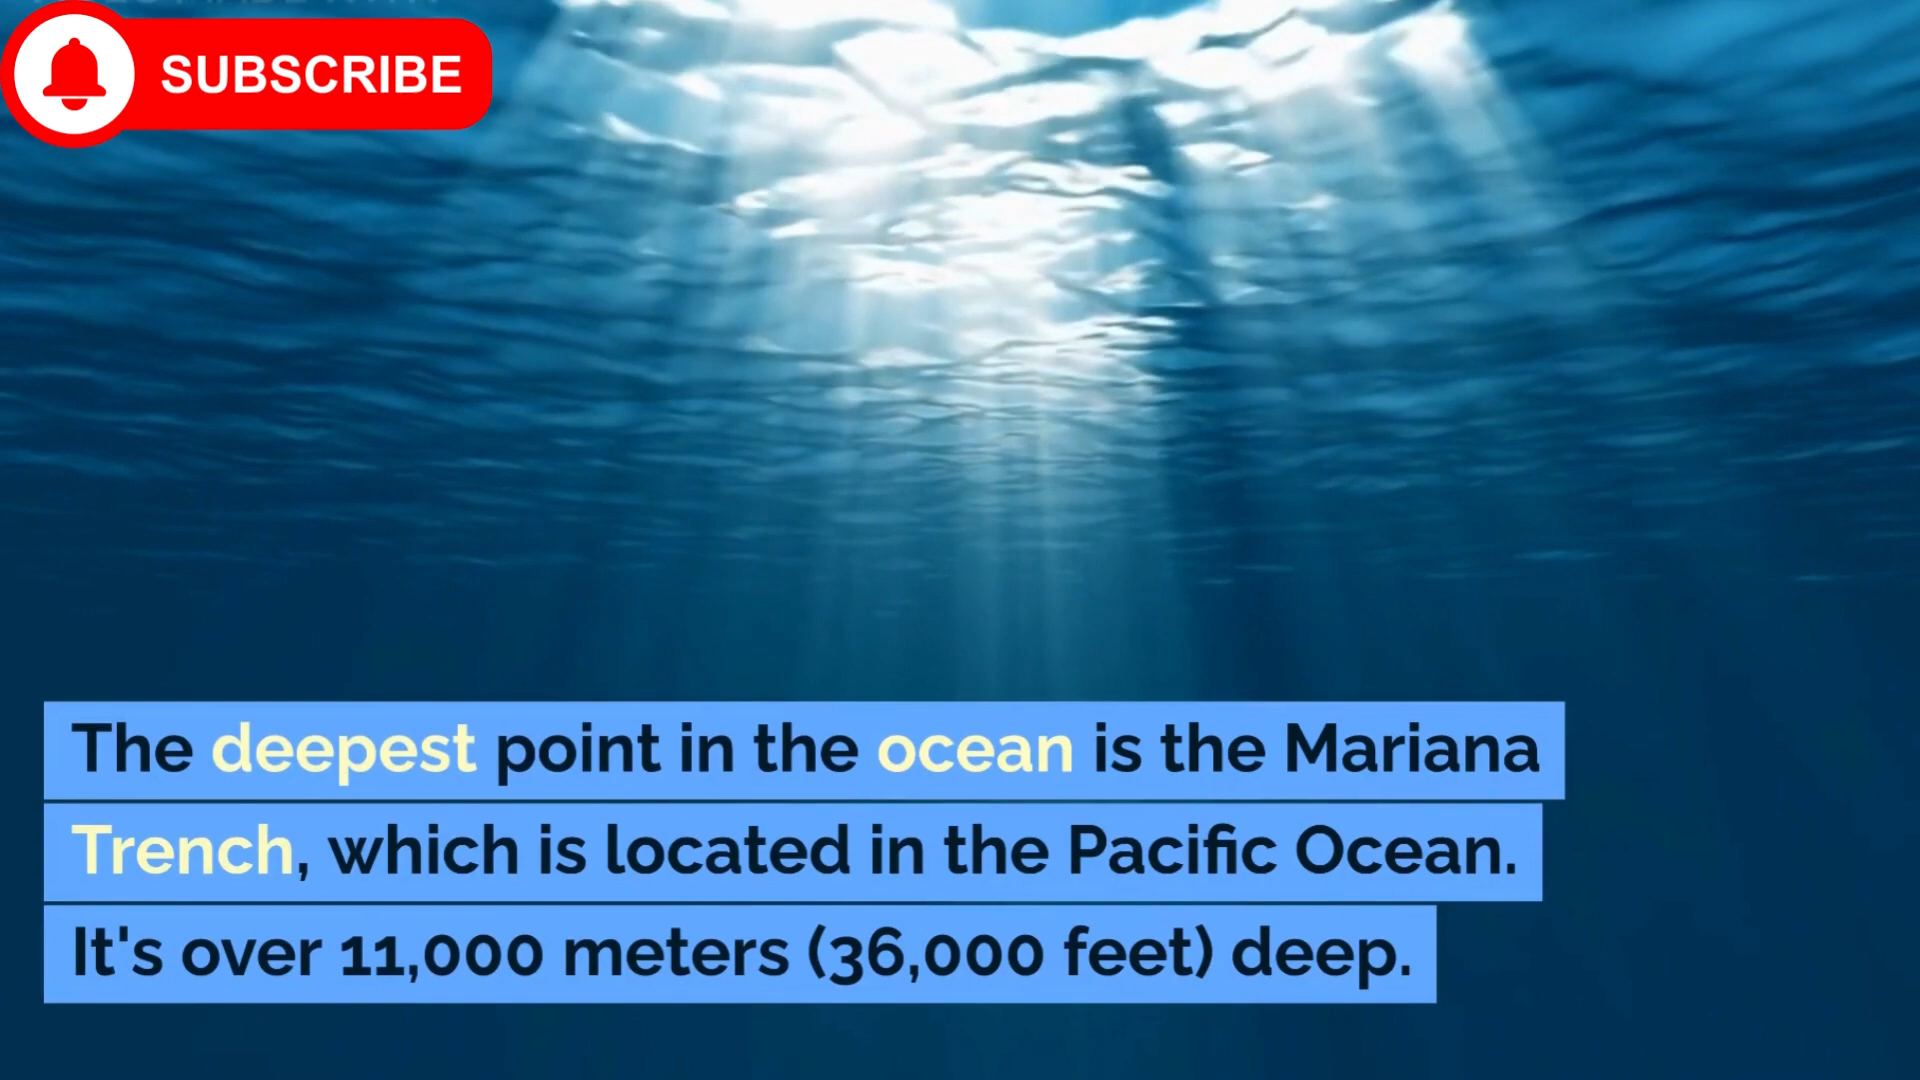 SUBSCRIBE
The deepest point in the ocean is the Mariana
Trench, which is located in the Pacific Ocean.
It's over 11,000 meters (36,000 feet) deep.